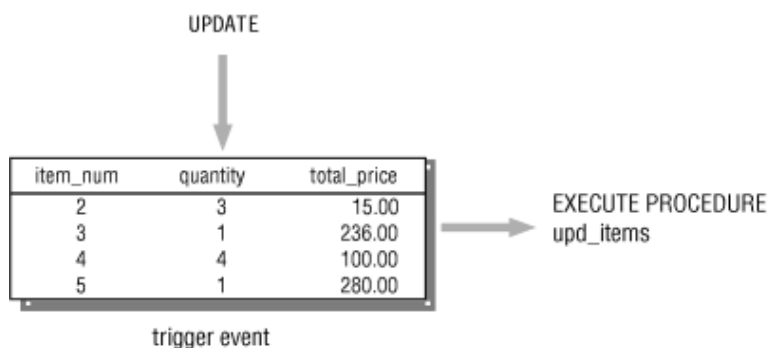 UPDATE
item_num quantity total_price
2 3 15.00
3 1 236.00
4 4 100.00
5 1 280.00
EXECUTE PROCEDURE
upd_items
trigger event